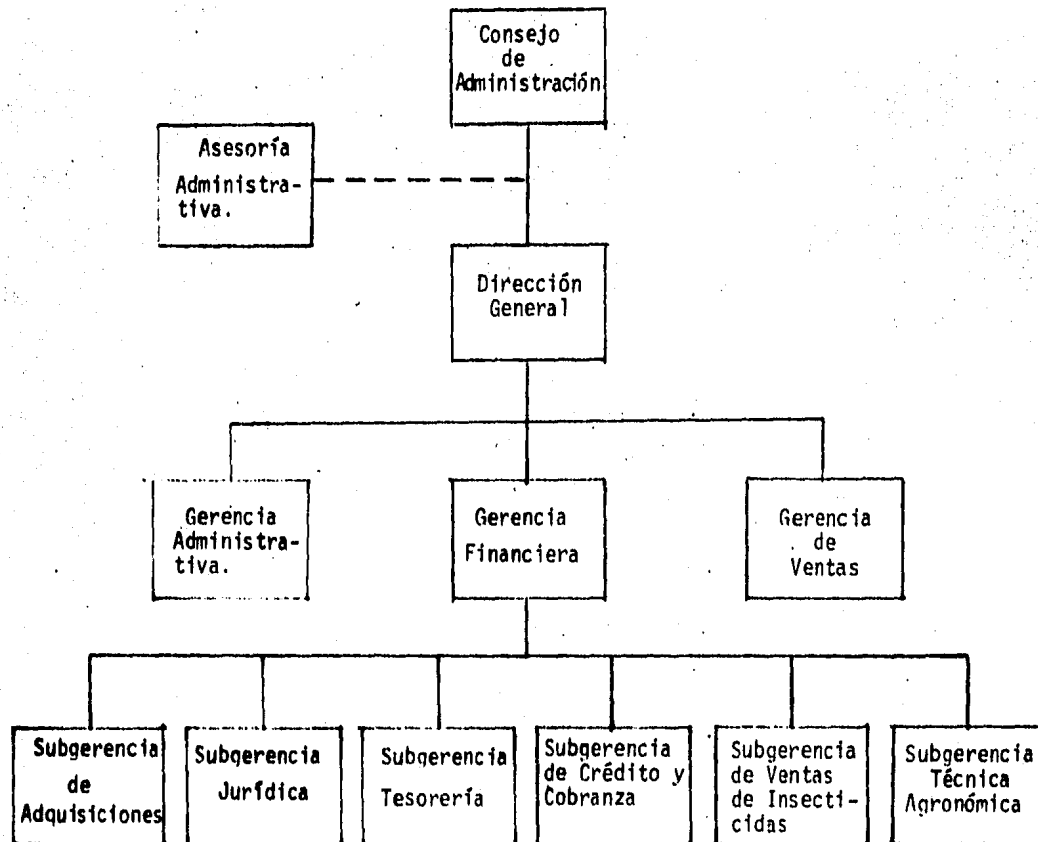 Consejo
de
Administración
Asesoría
Administra-
tiva.
Dirección
General
Gerencia
Administra-
tiva.
Gerencia
Financiera
Gerencia
de
Ventas
Subgerencia
de
Adquisiciones
Subgerencia
Jurídica
Subgerencia
Tesorería
Subgerencia
de Crédito y
Cobranza
Subgerencia
de Ventas
de Insecti-
cidas
Subgerencia
Técnica
Agronómica